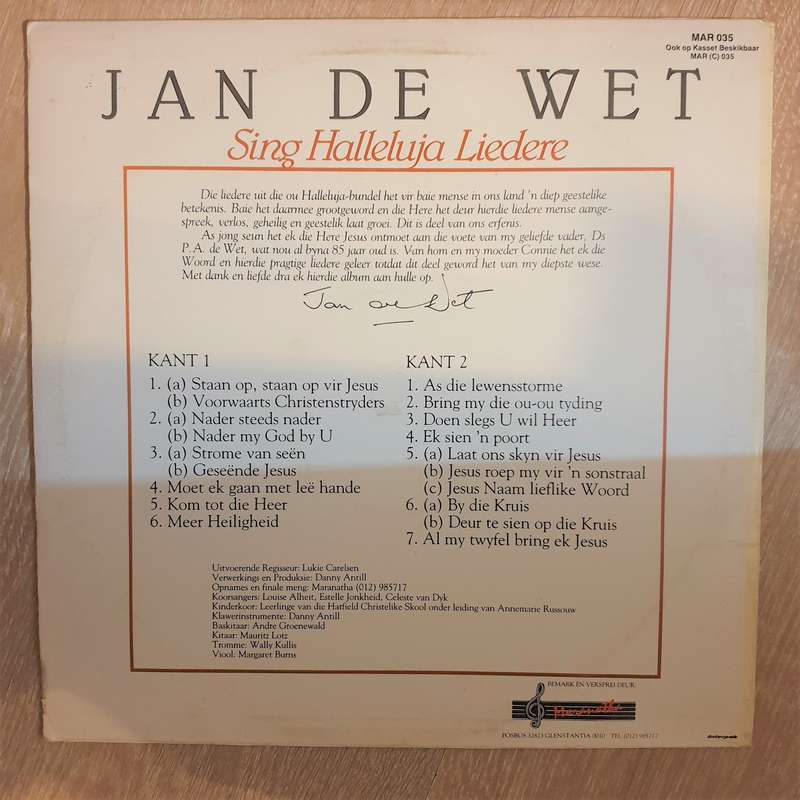 MAR 035
Ook op Kasset Beskikbaar
MAR (C) 035
JAN DE WET
Sing Halleluja Liedere
Die liedere uit die ou Halleluja-bundel het vir baie mense in ons land 'n diep geestelike
betekenis. Baie het daarmee grootgeword en die Here het deur hierdie liedere mense aange-
spreek, verlos, geheilig en geestelik laat groei. Dit is deel van ons erfenis.
As jong seun het ek die Here Jesus ontmoet aan die voete van my geliefde vader, Ds
P.A. de Wet, wat nou al byna 85 jaar oud is. Van hom en my moeder Connie het ek die
Woord en hierdie pragtige liedere geleer totdat dit deel geword het van my diepste wese.
Met dank en liefde dra ek hierdie album aan hulle op.
Jan de Wet
KANT 1
1. (a) Staan op, staan op vir Jesus
(b) Voorwaarts Christenstryders
2. (a) Nader steeds nader
(b) Nader my God by U
3. (a) Strome van seën
(b) Geseënde Jesus
4. Moet ek gaan met leë hande
5. Kom tot die Heer
6. Meer Heiligheid
KANT 2
1. As die lewensstorme
2. Bring my die ou-ou tyding
3. Doen slegs U wil Heer
4. Ek sien 'n poort
5. (a) Laat ons skyn vir Jesus
(b) Jesus roep my vir 'n sonstraal
(c) Jesus Naam lieflike Woord
6. (a) By die Kruis
(b) Deur te sien op die Kruis
7. Al my twyfel bring ek Jesus
Uitvoerende Regisseur: Lukie Carelsen
Verwerkings en Produksie: Danny Antill
Opnames en finale meng: Maranatha (012) 985717
Koorsangers: Louise Alheit, Estelle Jonkheid, Celeste van Dyk
Kinderkoor: Leerlinge van die Hatfield Christelike Skool onder leiding van Annemarie Russouw
Klawerinstrumente: Danny Antill
Baskitaar: Andre Groenewald
Kitaar: Mauritz Lotz
Tromme: Wally Kullis
Viool: Margaret Burns
BEMARK EN VERSPREI DEUR
Maranatha
POSBUS 32823 GLENSTANTIA 0010 TEL (012) 985717